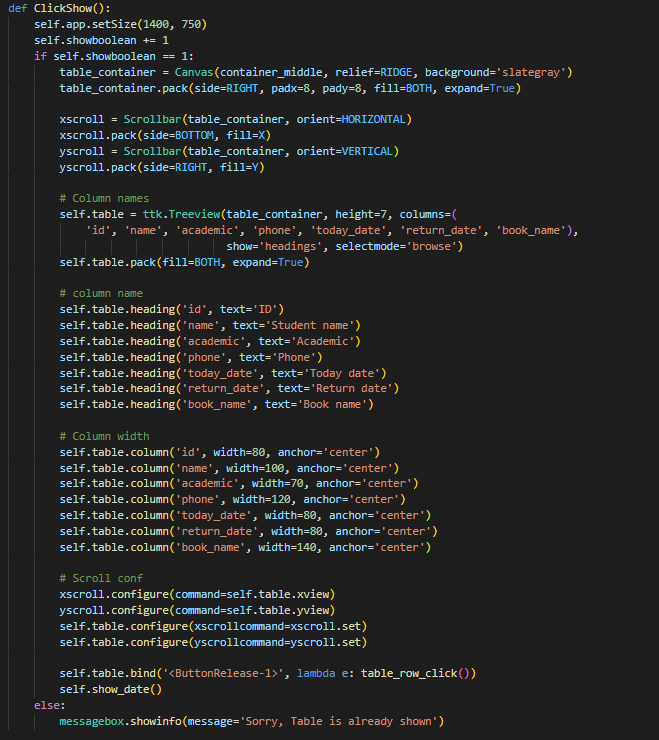 def ClickShow():
    self.app.setSize(1400, 750)
    self.showboolean += 1
    if self.showboolean == 1:
        table_container = Canvas(container_middle, relief=RIDGE, background='slategray')
        table_container.pack(side=RIGHT, padx=8, pady=8, fill=BOTH, expand=True)

        xscroll = Scrollbar(table_container, orient=HORIZONTAL)
        xscroll.pack(side=BOTTOM, fill=X)
        yscroll = Scrollbar(table_container, orient=VERTICAL)
        yscroll.pack(side=RIGHT, fill=Y)

        # Column names
        self.table = ttk.Treeview(table_container, height=7, columns=(
            'id', 'name', 'academic', 'phone', 'today_date', 'return_date', 'book_name'),
                                  show='headings', selectmode='browse')
        self.table.pack(fill=BOTH, expand=True)

        # column name
        self.table.heading('id', text='ID')
        self.table.heading('name', text='Student name')
        self.table.heading('academic', text='Academic')
        self.table.heading('phone', text='Phone')
        self.table.heading('today_date', text='Today date')
        self.table.heading('return_date', text='Return date')
        self.table.heading('book_name', text='Book name')

        # Column width
        self.table.column('id', width=80, anchor='center')
        self.table.column('name', width=100, anchor='center')
        self.table.column('academic', width=70, anchor='center')
        self.table.column('phone', width=120, anchor='center')
        self.table.column('today_date', width=80, anchor='center')
        self.table.column('return_date', width=80, anchor='center')
        self.table.column('book_name', width=140, anchor='center')

        # Scroll conf
        xscroll.configure(command=self.table.xview)
        yscroll.configure(command=self.table.yview)
        self.table.configure(xscrollcommand=xscroll.set)
        self.table.configure(yscrollcommand=yscroll.set)

        self.table.bind('<ButtonRelease-1>', lambda e: table_row_click())
        self.show_date()
    else:
        messagebox.showinfo(message='Sorry, Table is already shown')